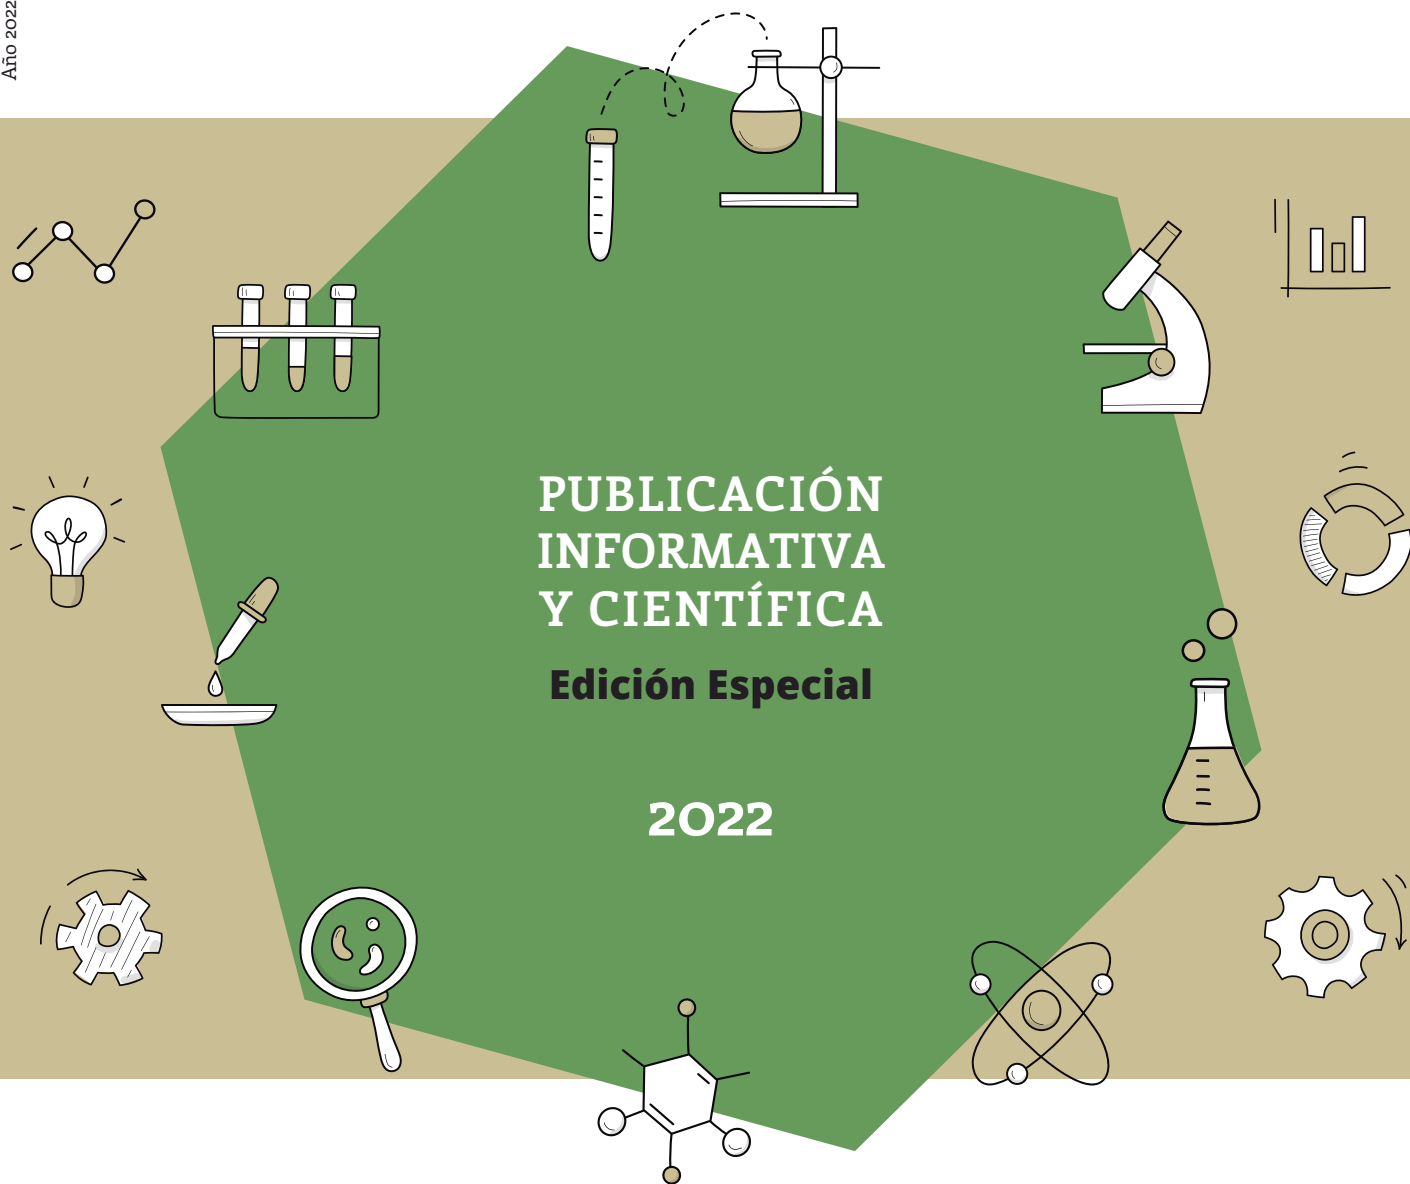 Año 2022
PUBLICACIÓN
INFORMATIVA
Y CIENTÍFICA
Edición Especial
2022